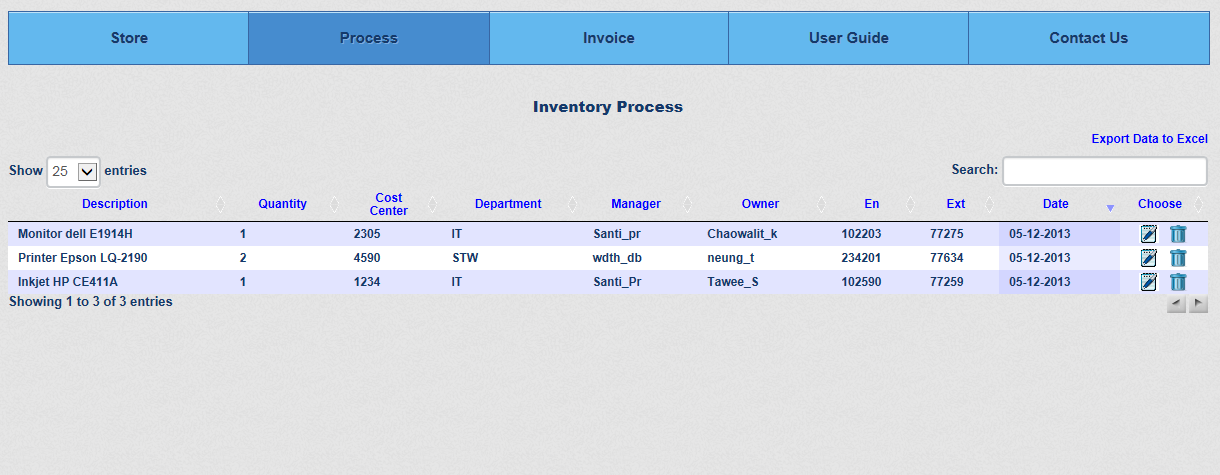 Store Process Invoice User Guide Contact Us
Inventory Process
Export Data to Excel
Show 25 entries Search:
Description Quantity Cost Center Department Manager Owner En Ext Date Choose
Monitor dell E1914H 1 2305 IT Santi_pr Chaowalit_k 102203 77275 05-12-2013
Printer Epson LQ-2190 2 4590 STW wdth_db neung_t 234201 77634 05-12-2013
Inkjet HP CE411A 1 1234 IT Santi_Pr Tawee_S 102590 77259 05-12-2013
Showing 1 to 3 of 3 entries